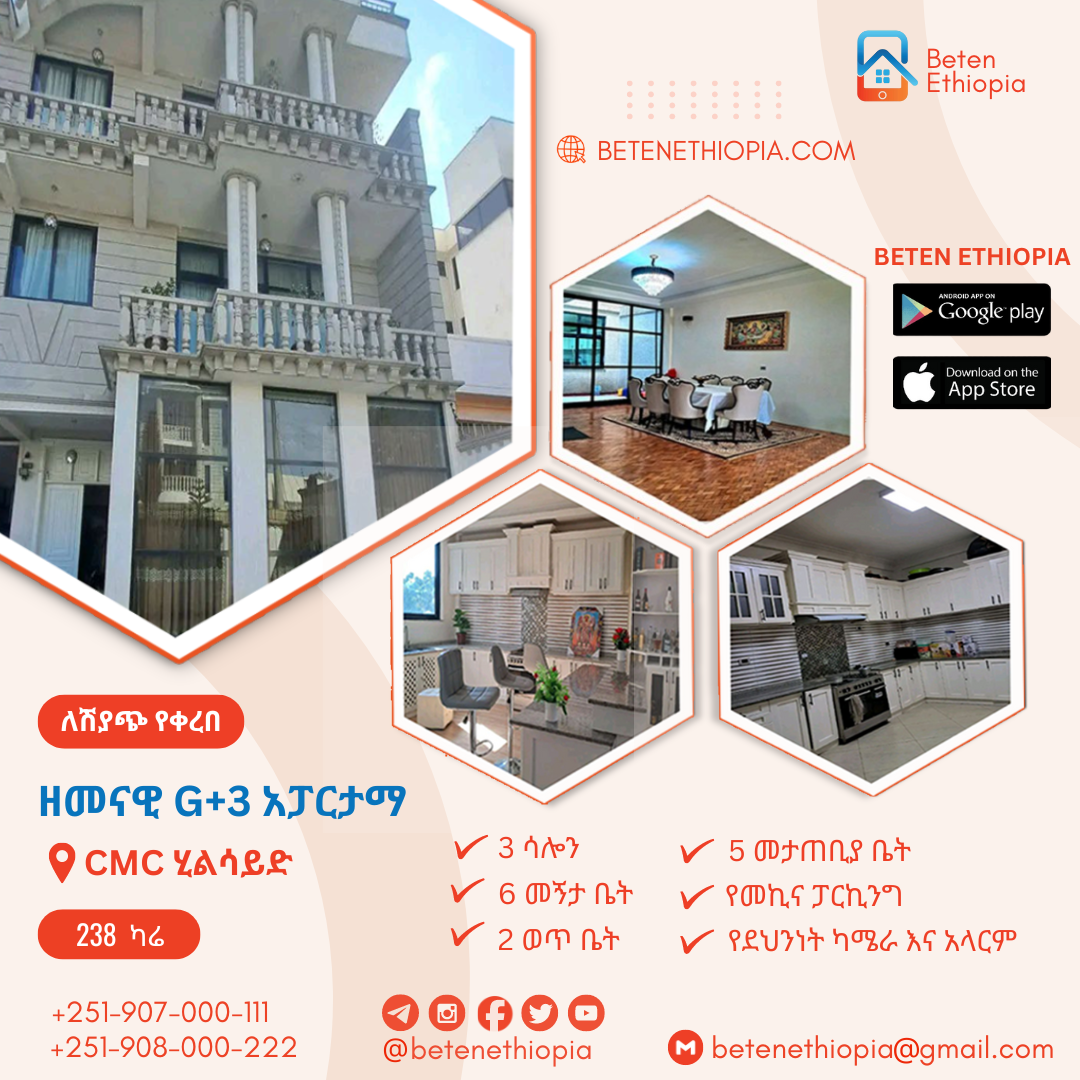 Beten
Ethiopia
BETENETHIOPIA.COM
BETEN ETHIOPIA
ANDROID APP ON
Google play
Download on the
App Store
ለሽያጭ የቀረበ
ዘመናዊ G+3 አፓርታማ
CMC ሂልሳይድ
238 ካሬ
3 ሳሎን
6 መኝታ ቤት
2 ወጥ ቤት
5 መታጠቢያ ቤት
የመኪና ፓርኪንግ
የደህንነት ካሜራ እና አላርም
+251-907-000-111
+251-908-000-222
@betenethiopia
betenethiopia@gmail.com